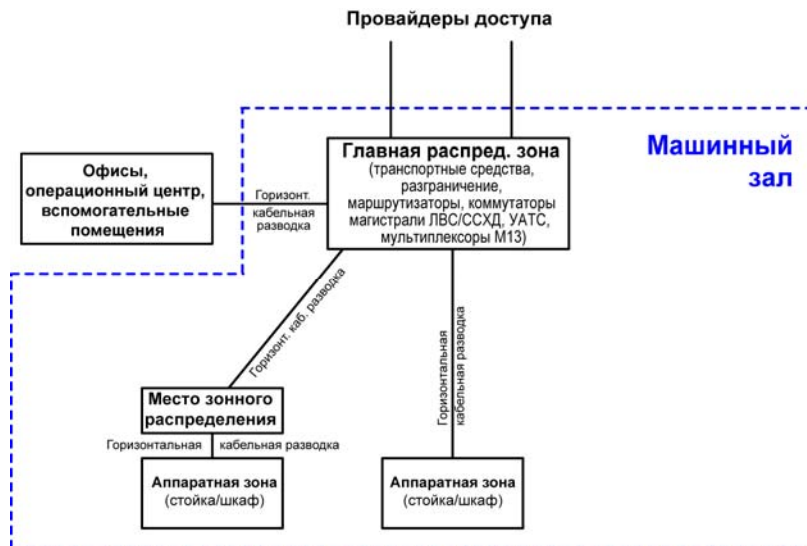 Провайдеры доступа
Машинный
зал
Главная распред. зона
(транспортные средства,
разграничение,
маршрутизаторы, коммутаторы
магистрали ЛВС/ССХД, УАТС,
мультиплексоры М13)
Офисы,
операционный центр,
вспомогательные
помещения
Горизонт.
кабельная
разводка
Горизонт. каб. разводка
Горизонтальная
кабельная разводка
Место зонного
распределения
Горизонтальная кабельная разводка
Аппаратная зона
(стойка/шкаф)
Аппаратная зона
(стойка/шкаф)